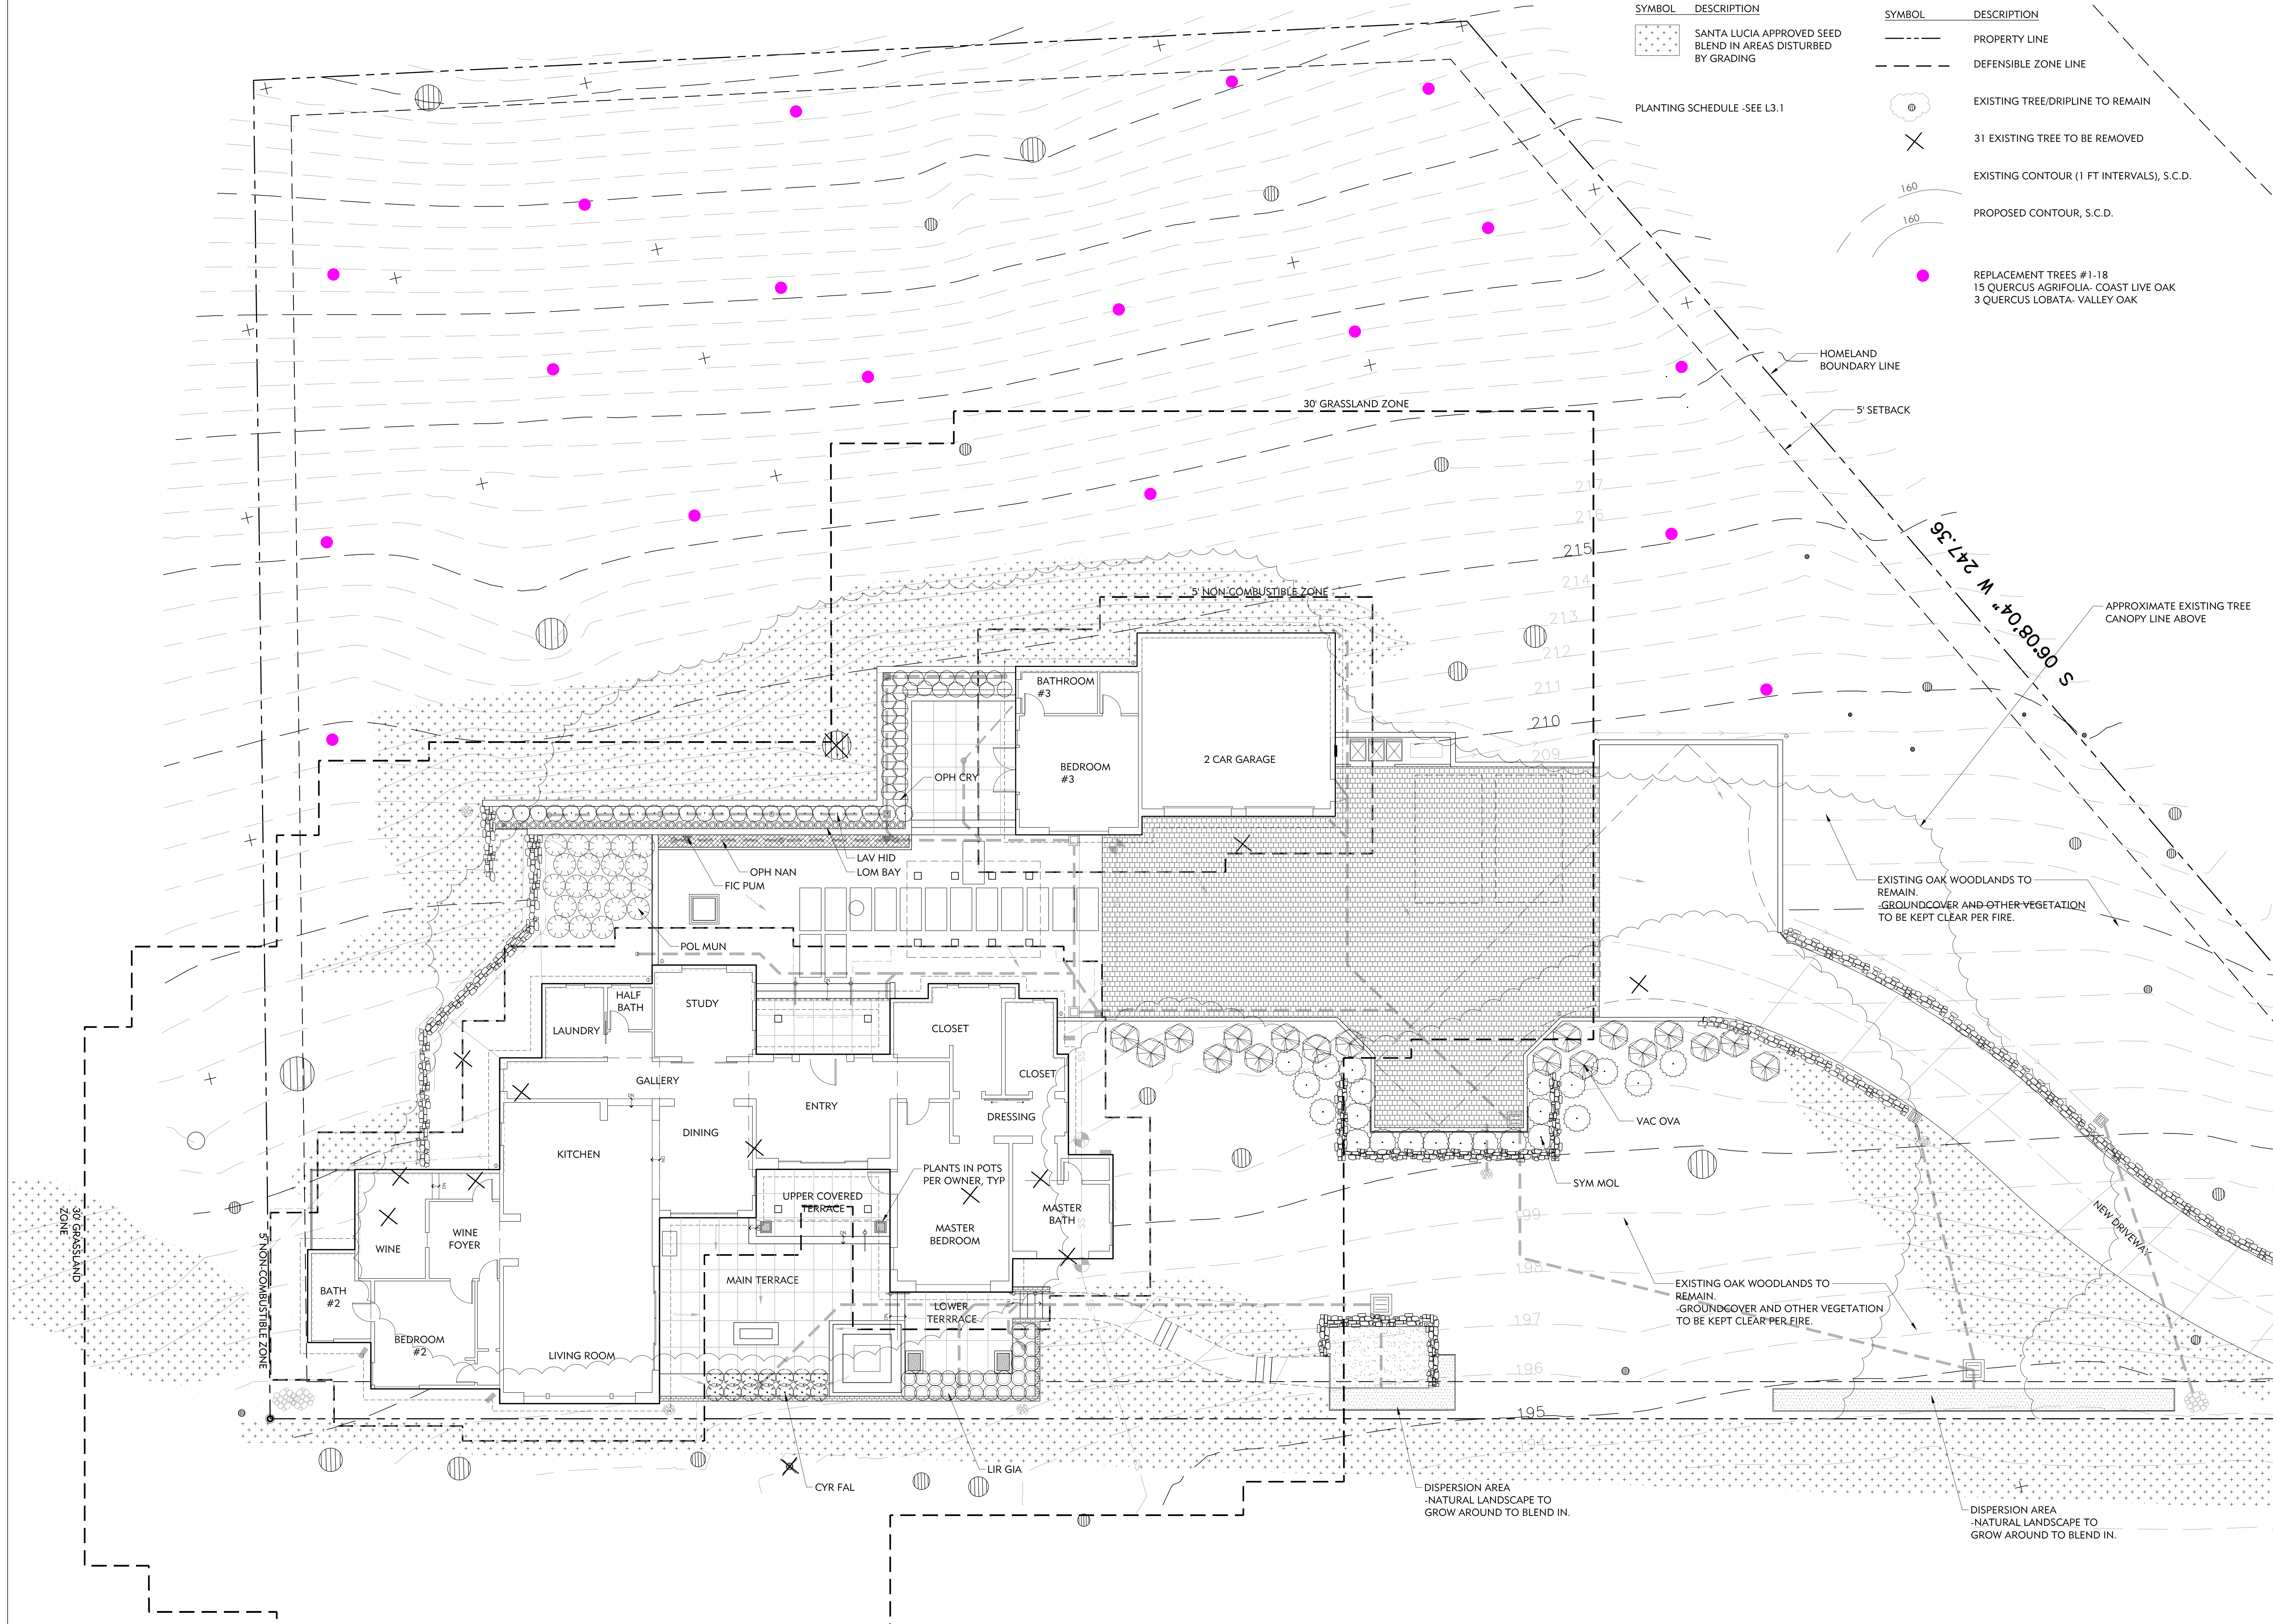 SYMBOL DESCRIPTION
SANTA LUCIA APPROVED SEED
BLEND IN AREAS DISTURBED
BY GRADING
PLANTING SCHEDULE -SEE L3.1
SYMBOL DESCRIPTION
PROPERTY LINE
DEFENSIBLE ZONE LINE
EXISTING TREE/DRIPLINE TO REMAIN
31 EXISTING TREE TO BE REMOVED
160
EXISTING CONTOUR (1 FT INTERVALS), S.C.D.
160
PROPOSED CONTOUR, S.C.D.
REPLACEMENT TREES #1-18
15 QUERCUS AGRIFOLIA- COAST LIVE OAK
3 QUERCUS LOBATA- VALLEY OAK
HOMELAND
BOUNDARY LINE
5' SETBACK
30' GRASSLAND ZONE
217
216
215
214
213
212
211
210
209
S 06°08'04" W 247.36
APPROXIMATE EXISTING TREE
CANOPY LINE ABOVE
5' NON-COMBUSTIBLE ZONE
BATHROOM
#3
BEDROOM
#3
2 CAR GARAGE
OPH CRY
LAV HID
LOM BAY
OPH NAN
FIC PUM
POL MUN
EXISTING OAK WOODLANDS TO
REMAIN.
-GROUNDCOVER AND OTHER VEGETATION
TO BE KEPT CLEAR PER FIRE.
HALF
BATH
STUDY
LAUNDRY
CLOSET
CLOSET
GALLERY
ENTRY
DRESSING
DINING
KITCHEN
VAC OVA
SYM MOL
PLANTS IN POTS
PER OWNER, TYP
UPPER COVERED
TERRACE
MASTER
BEDROOM
MASTER
BATH
WINE
WINE
FOYER
30' GRASSLAND
ZONE
5' NON-COMBUSTIBLE ZONE
BATH
#2
BEDROOM
#2
LIVING ROOM
MAIN TERRACE
LOWER
TERRRACE
DN
DN
DN
DN
SS
SS
199
198
197
196
195
194
NEW DRIVEWAY
EXISTING OAK WOODLANDS TO
REMAIN.
-GROUNDCOVER AND OTHER VEGETATION
TO BE KEPT CLEAR PER FIRE.
CYR FAL
LIR GIA
DISPERSION AREA
-NATURAL LANDSCAPE TO
GROW AROUND TO BLEND IN.
DISPERSION AREA
-NATURAL LANDSCAPE TO
GROW AROUND TO BLEND IN.